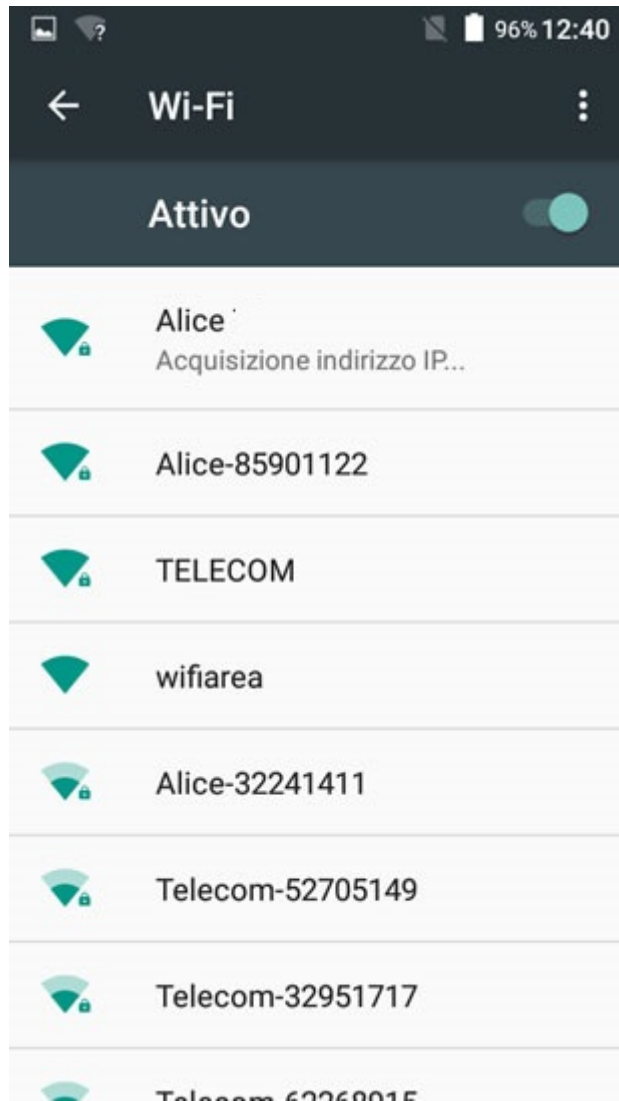 96% 12:40
Wi-Fi
Attivo
Alice
Acquisizione indirizzo IP...
Alice-85901122
TELECOM
wifiarea
Alice-32241411
Telecom-52705149
Telecom-32951717